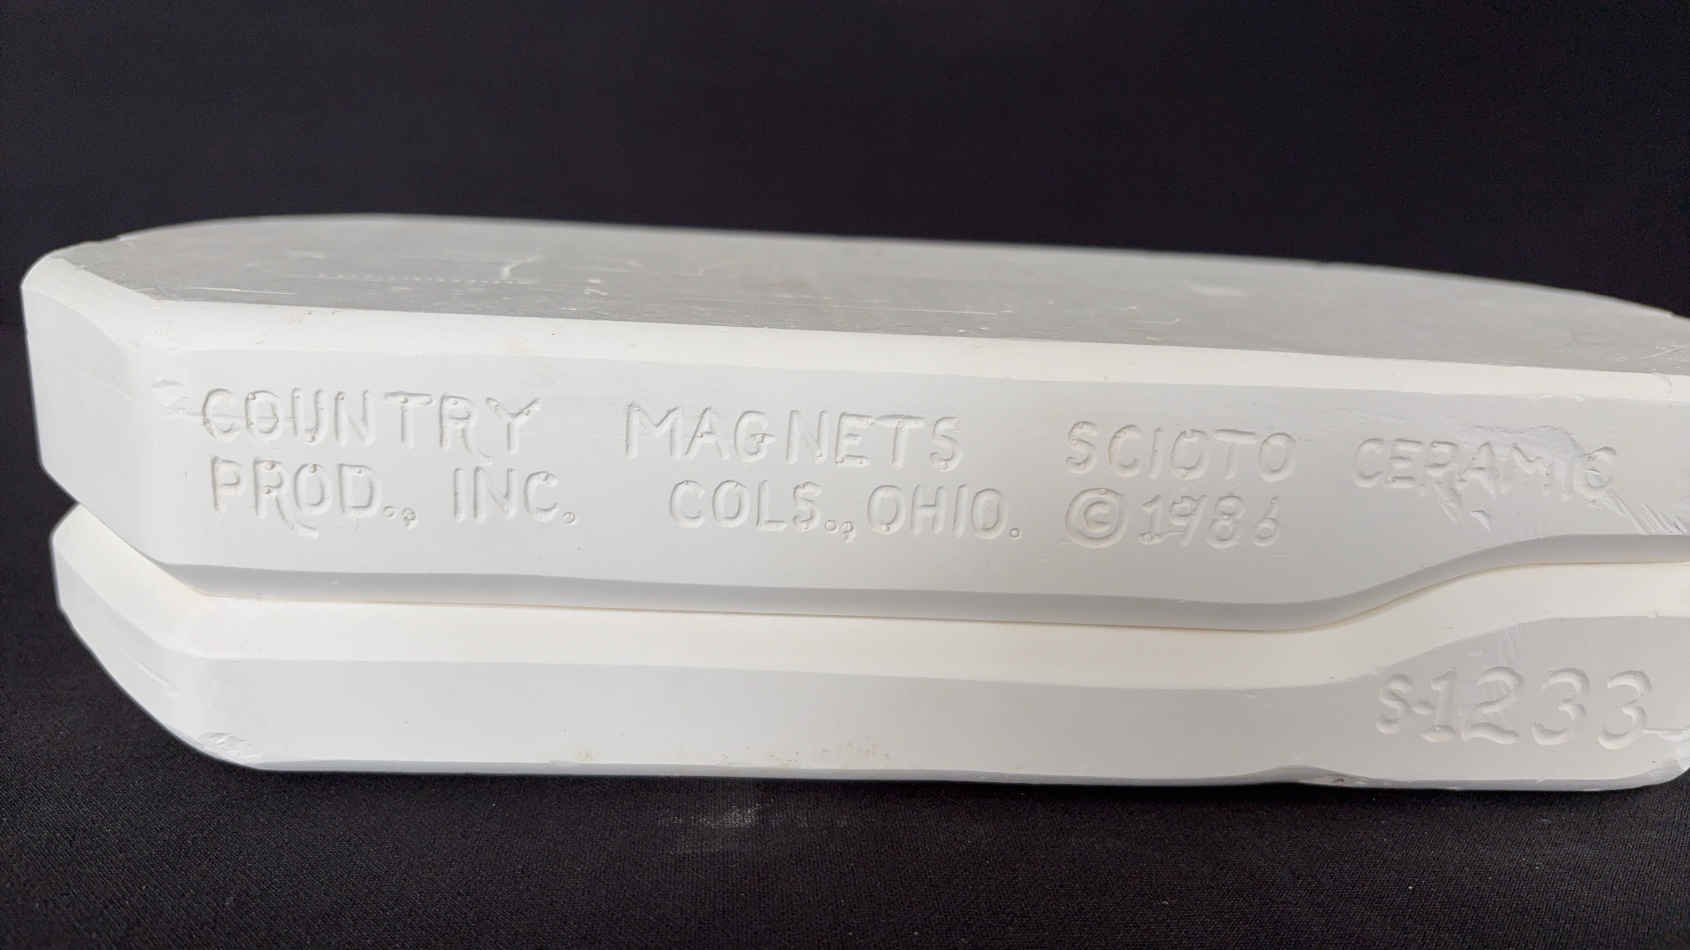 COUNTRY MAGNETS SCIOTO CERAMIC
PROD., INC. COLS., OHIO. ©1986
S-1233